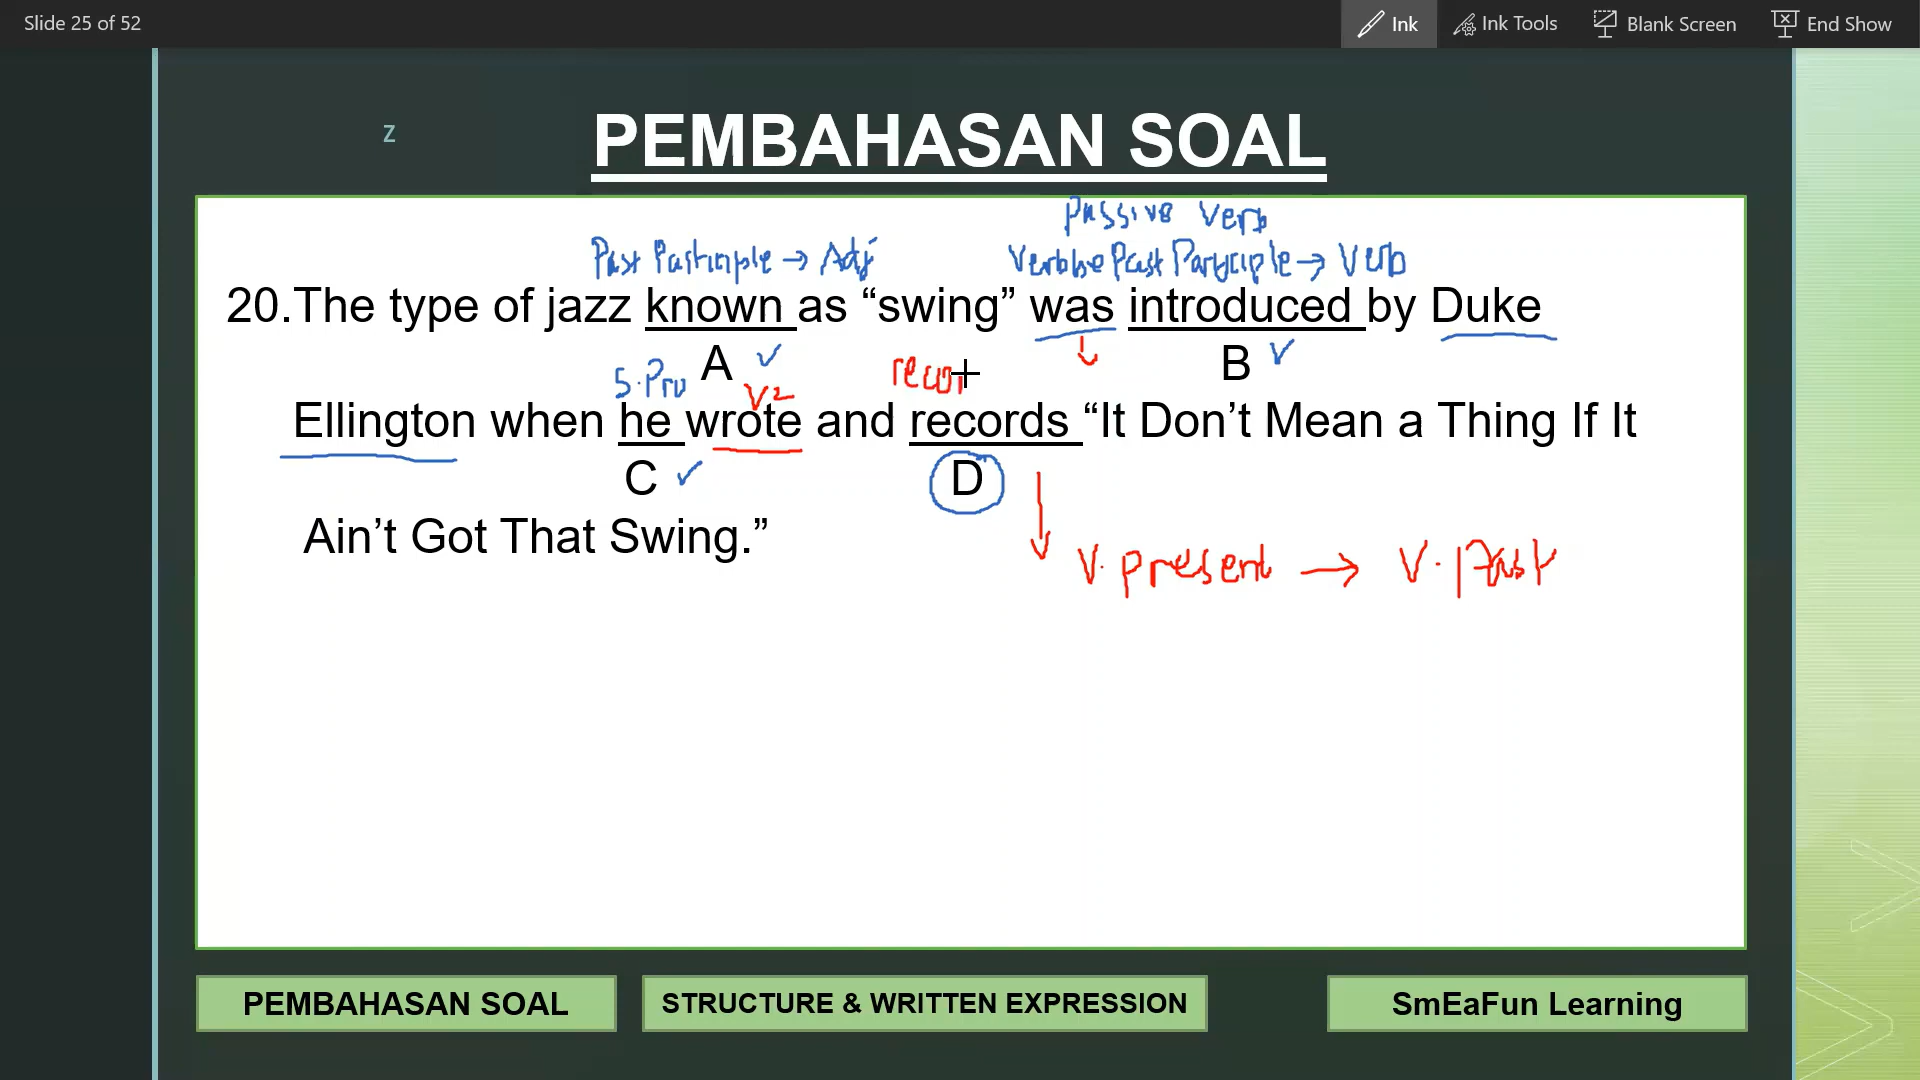 Slide 25 of 52
Ink
Ink Tools
Blank Screen
End Show
z
PEMBAHASAN SOAL
Passive Verb
Past Participle → Adj
Verb be Past Participle → Verb
20.The type of jazz known as “swing” was introduced by Duke
A ✓
B ✓
S.Pro
V2
recor
Ellington when he wrote and records “It Don’t Mean a Thing If It
C ✓
D
Ain’t Got That Swing.”
V. present → V. past
PEMBAHASAN SOAL
STRUCTURE & WRITTEN EXPRESSION
SmEaFun Learning